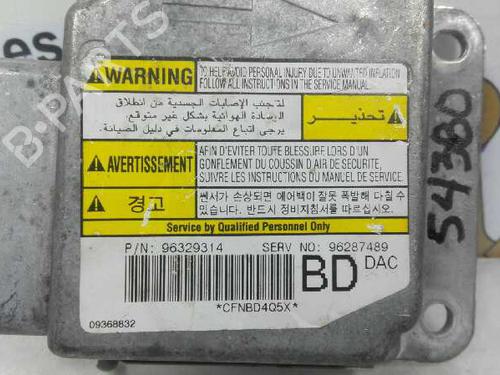 WARNING
TO HELP AVOID PERSONAL INJURY DUE TO UNWANTED INFLATION
FOLLOW ALL INSTRUCTIONS IN THE SERVICE MANUAL.
تحذير
لتجنب الإصابات الجسدية من انطلاق
الوسادة الهوائية بشكل غير متوقع,
يرجى اتباع المعلومات في دليل الصيانة.
AVERTISSEMENT
AFIN D'EVITER TOUTE BLESSURE LORS D'UN
GONFLEMENT DU COUSSIN D'AIR DE SECURITE,
SUIVRE LES INSTRUCTIONS DU MANUEL DE SERVICE.
경고
쎈서가 손상되면 에어백이 잘못 폭발해 다칠 수
있습니다. 반드시 정비지침서를 따르십시오.
Service by Qualified Personnel Only
P/N: 96329314 SERV NO: 96287489
BD DAC
*CFNBD4Q5X*
09368832
54380
B-PARTS